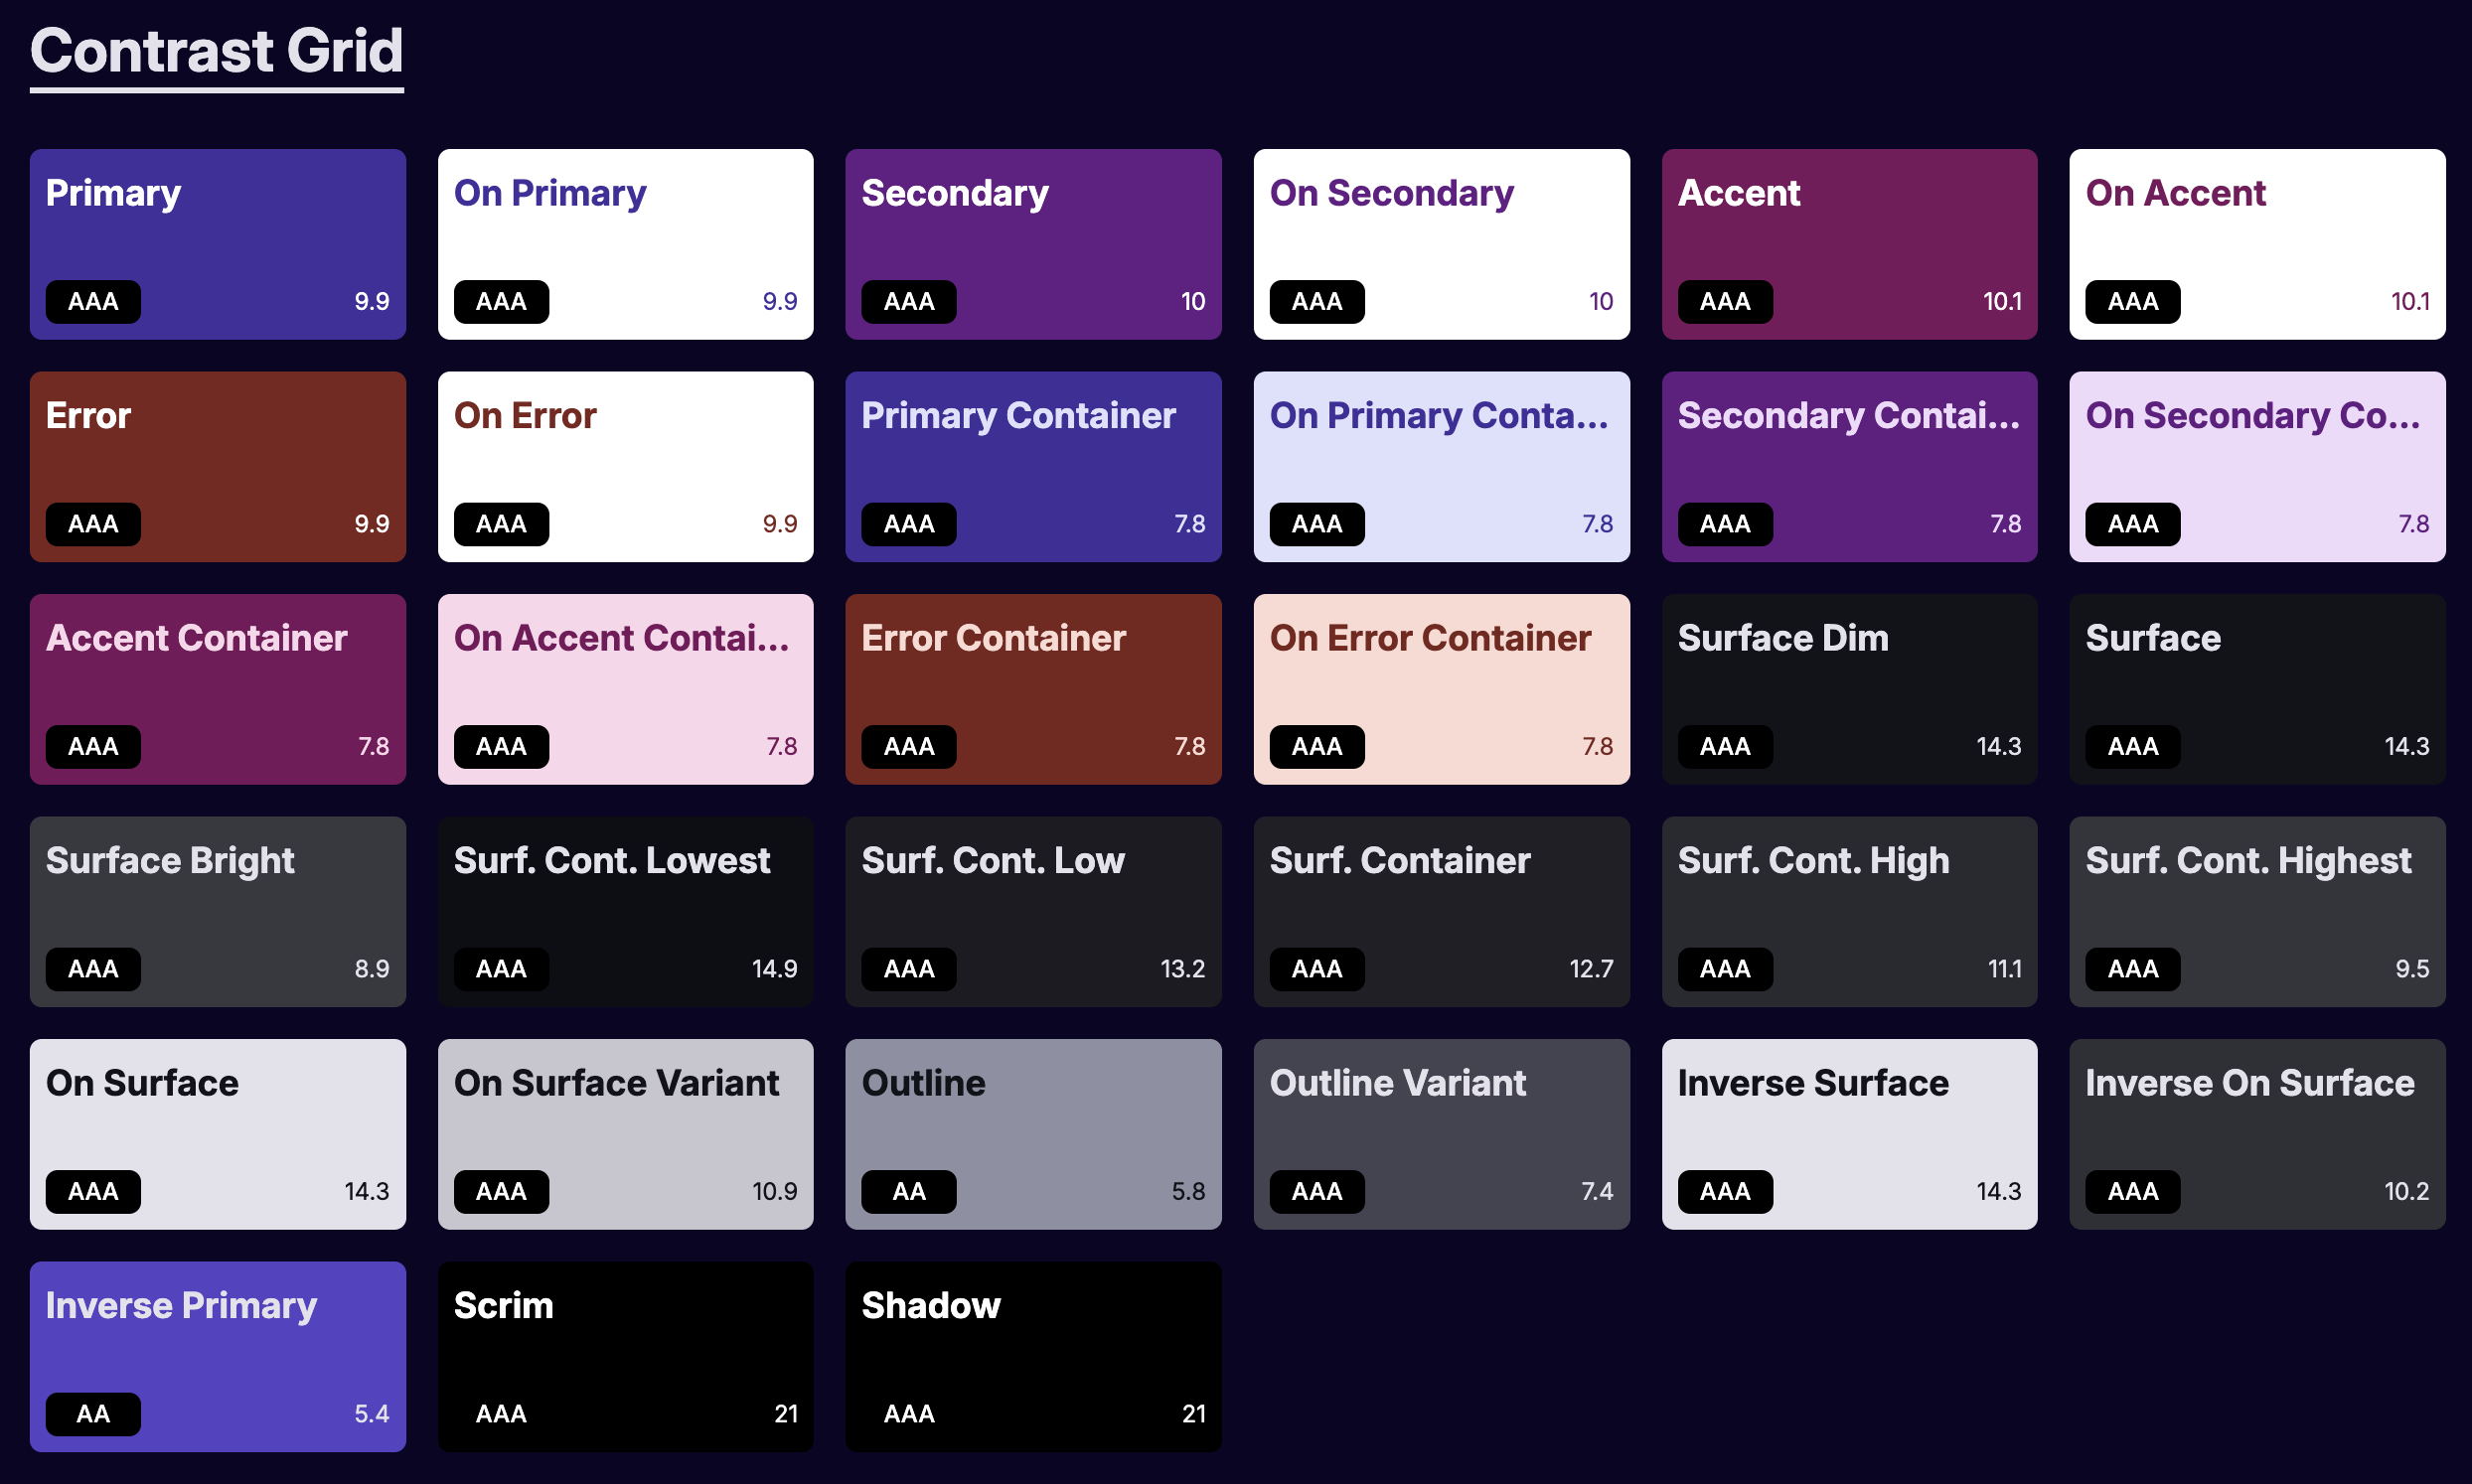 Contrast Grid
Primary
AAA 9.9
On Primary
AAA 9.9
Secondary
AAA 10
On Secondary
AAA 10
Accent
AAA 10.1
On Accent
AAA 10.1
Error
AAA 9.9
On Error
AAA 9.9
Primary Container
AAA 7.8
On Primary Conta...
AAA 7.8
Secondary Contai...
AAA 7.8
On Secondary Co...
AAA 7.8
Accent Container
AAA 7.8
On Accent Contai...
AAA 7.8
Error Container
AAA 7.8
On Error Container
AAA 7.8
Surface Dim
AAA 14.3
Surface
AAA 14.3
Surface Bright
AAA 8.9
Surf. Cont. Lowest
AAA 14.9
Surf. Cont. Low
AAA 13.2
Surf. Container
AAA 12.7
Surf. Cont. High
AAA 11.1
Surf. Cont. Highest
AAA 9.5
On Surface
AAA 14.3
On Surface Variant
AAA 10.9
Outline
AA 5.8
Outline Variant
AAA 7.4
Inverse Surface
AAA 14.3
Inverse On Surface
AAA 10.2
Inverse Primary
AA 5.4
Scrim
AAA 21
Shadow
AAA 21